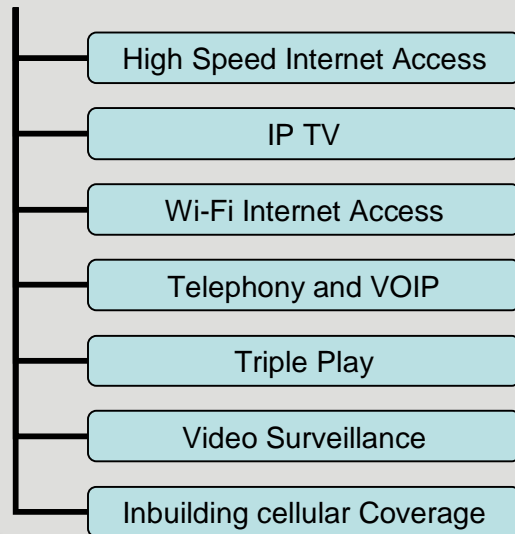 High Speed Internet Access
IP TV
Wi-Fi Internet Access
Telephony and VOIP
Triple Play
Video Surveillance
Inbuilding cellular Coverage